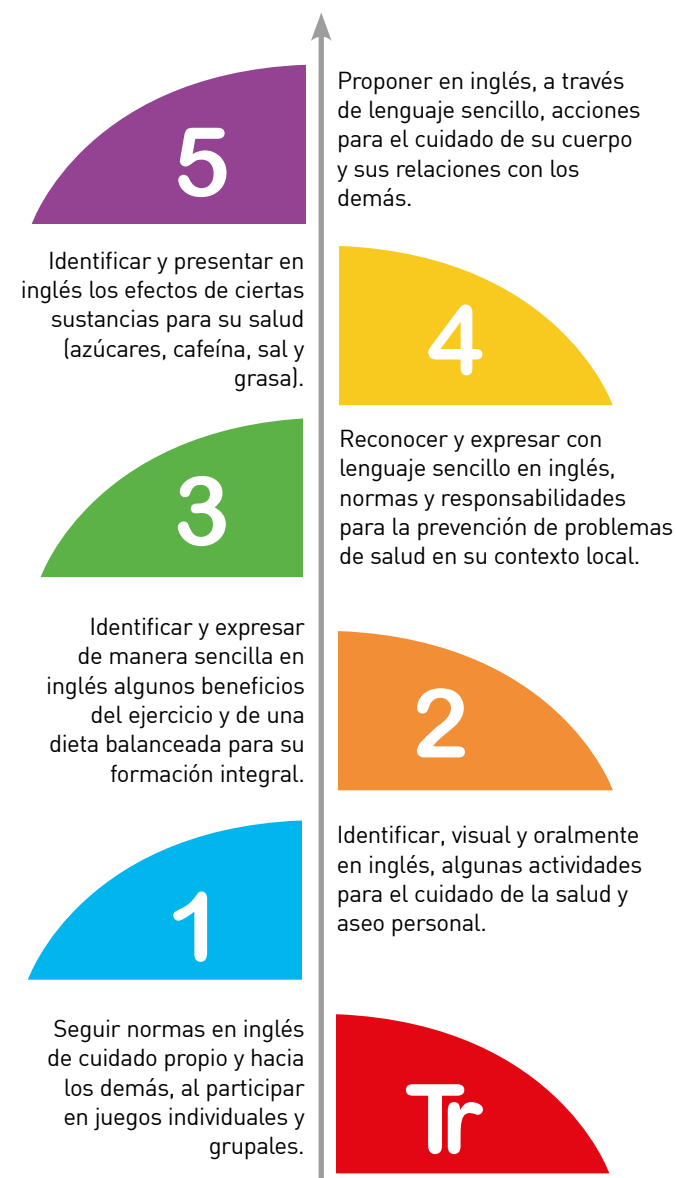 5
Proponer en inglés, a través
de lenguaje sencillo, acciones
para el cuidado de su cuerpo
y sus relaciones con los
demás.
4
Identificar y presentar en
inglés los efectos de ciertas
sustancias para su salud
(azúcares, cafeína, sal y
grasa).
3
Reconocer y expresar con
lenguaje sencillo en inglés,
normas y responsabilidades
para la prevención de problemas
de salud en su contexto local.
2
Identificar y expresar
de manera sencilla en
inglés algunos beneficios
del ejercicio y de una
dieta balanceada para su
formación integral.
1
Identificar, visual y oralmente
en inglés, algunas actividades
para el cuidado de la salud y
aseo personal.
Tr
Seguir normas en inglés
de cuidado propio y hacia
los demás, al participar
en juegos individuales y
grupales.